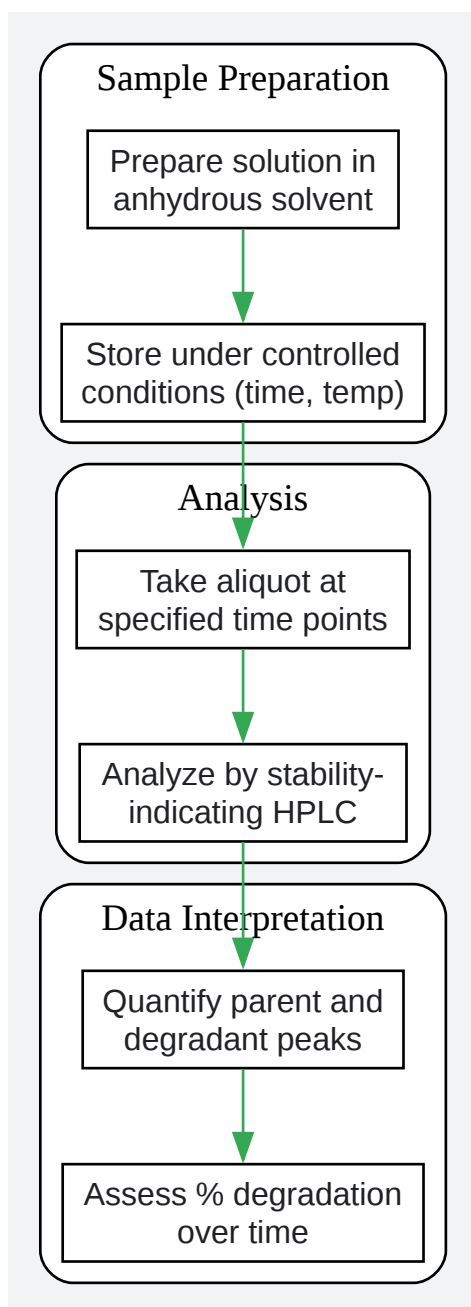 Sample Preparation
Prepare solution in
anhydrous solvent
Store under controlled
conditions (time, temp)
Analysis
Take aliquot at
specified time points
Analyze by stability-
indicating HPLC
Data Interpretation
Quantify parent and
degradant peaks
Assess % degradation
over time